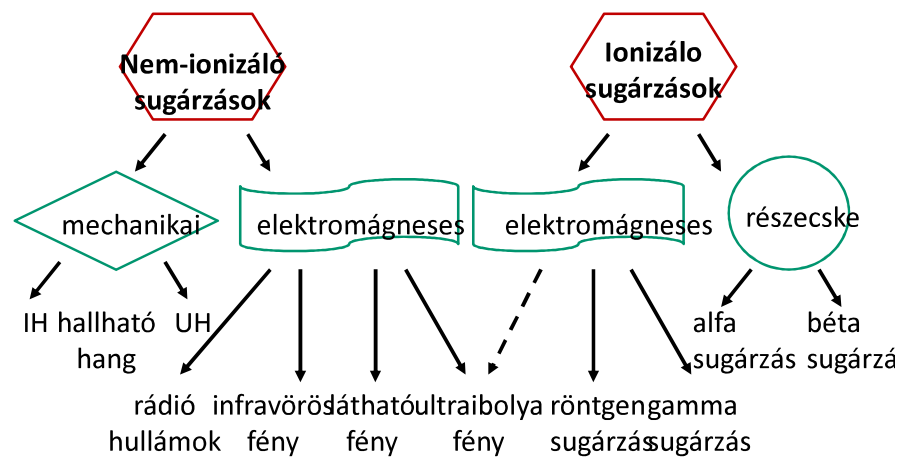 Nem-ionizáló
sugárzások
Ionizáló
sugárzások
mechanikai
elektromágneses
elektromágneses
részecske
IH hallható
hang
UH
alfa
sugárzás
béta
sugárzá
rádió
hullámok
infravörös
fény
látható
fény
ultraibolya
fény
röntgen
sugárzás
gamma
sugárzás